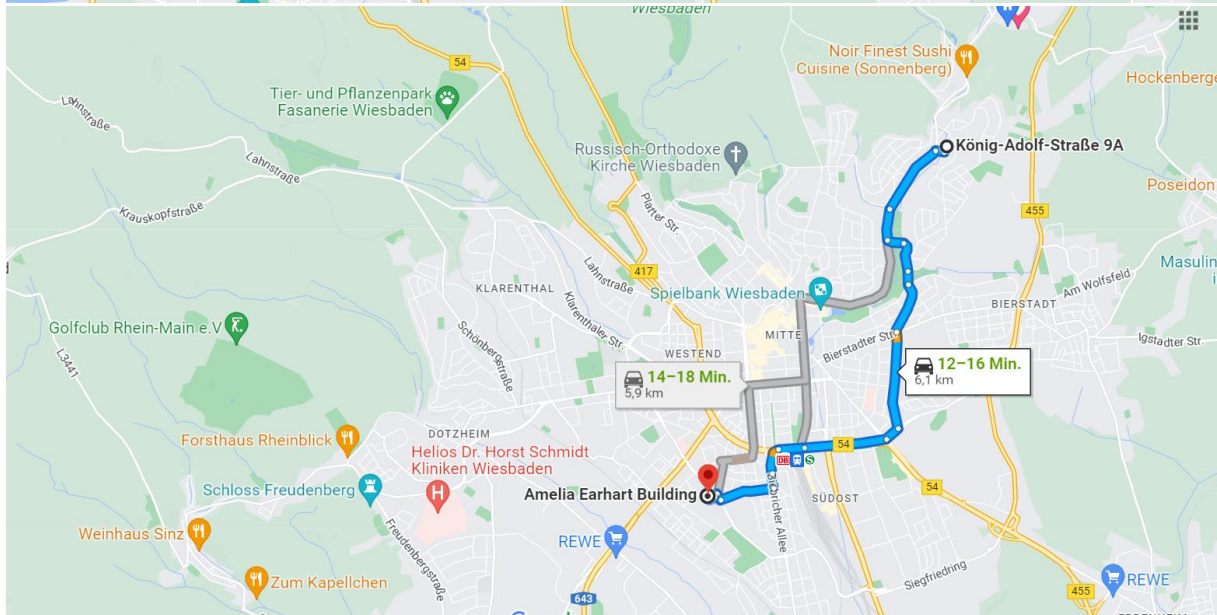 Wiesbaden
54
Noir Finest Sushi
Cuisine (Sonnenberg)
Hockenberge
Tier- und Pflanzenpark
Fasanerie Wiesbaden
Lahnstraße
Lahnstraße
Russisch-Orthodoxe
Kirche Wiesbaden
König-Adolf-Straße 9A
Poseidon
Krauskopfstraße
Platter Str.
455
417
Lahnstraße
Masulin
KLARENTHAL
Spielbank Wiesbaden
Am Wolfsfeld
BIERSTADT
Golfclub Rhein-Main e.V
Klarenthaler Str.
Schönbergstraße
MITTE
Bierstadter Str.
Igstadter Str.
L3441
WESTEND
14–18 Min.
5,9 km
12–16 Min.
6,1 km
Forsthaus Rheinblick
DOTZHEIM
Helios Dr. Horst Schmidt
Kliniken Wiesbaden
H
54
DB
S
Schloss Freudenberg
Amelia Earhart Building
Biebricher Allee
SÜDOST
54
Weinhaus Sinz
Freudenbergstraße
REWE
Zum Kapellchen
Siegfriedring
643
455
REWE